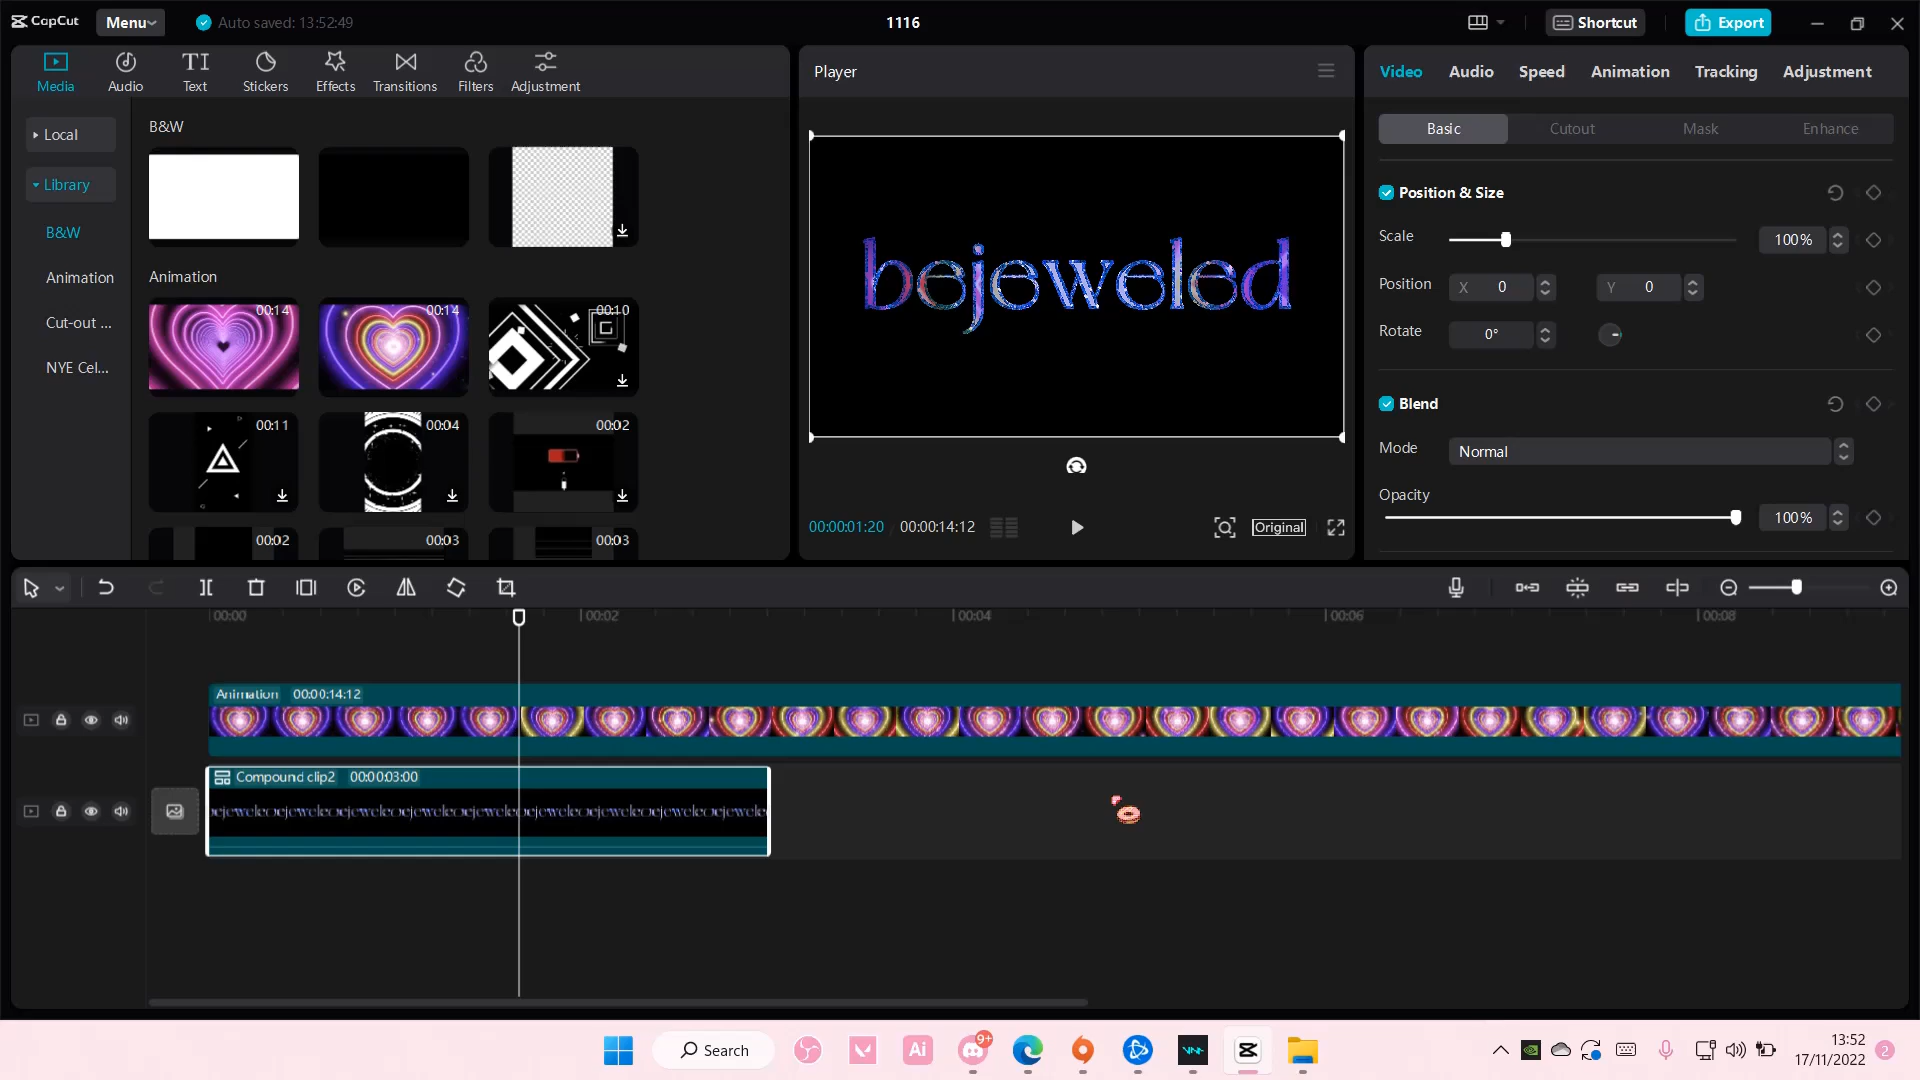 CapCut
Menu
Auto saved: 13:52:49
1116
Shortcut
Export
Media
Audio
Text
Stickers
Effects
Transitions
Filters
Adjustment
Local
Library
B&W
Animation
Cut-out ...
NYE Cel...
B&W
Animation
00:14
00:14
00:10
00:11
00:04
00:02
00:02
00:03
00:03
Player
bejeweled
00:00:01:20 / 00:00:14:12
Original
Video
Audio
Speed
Animation
Tracking
Adjustment
Basic
Cutout
Mask
Enhance
Position & Size
Scale
100%
Position
X 0
Y 0
Rotate
0°
Blend
Mode
Normal
Opacity
100%
00:00
00:02
00:04
00:06
00:08
Animation 00:00:14:12
Compound clip2 00:00:03:00
Search
Ai
9+
13:52
17/11/2022
2